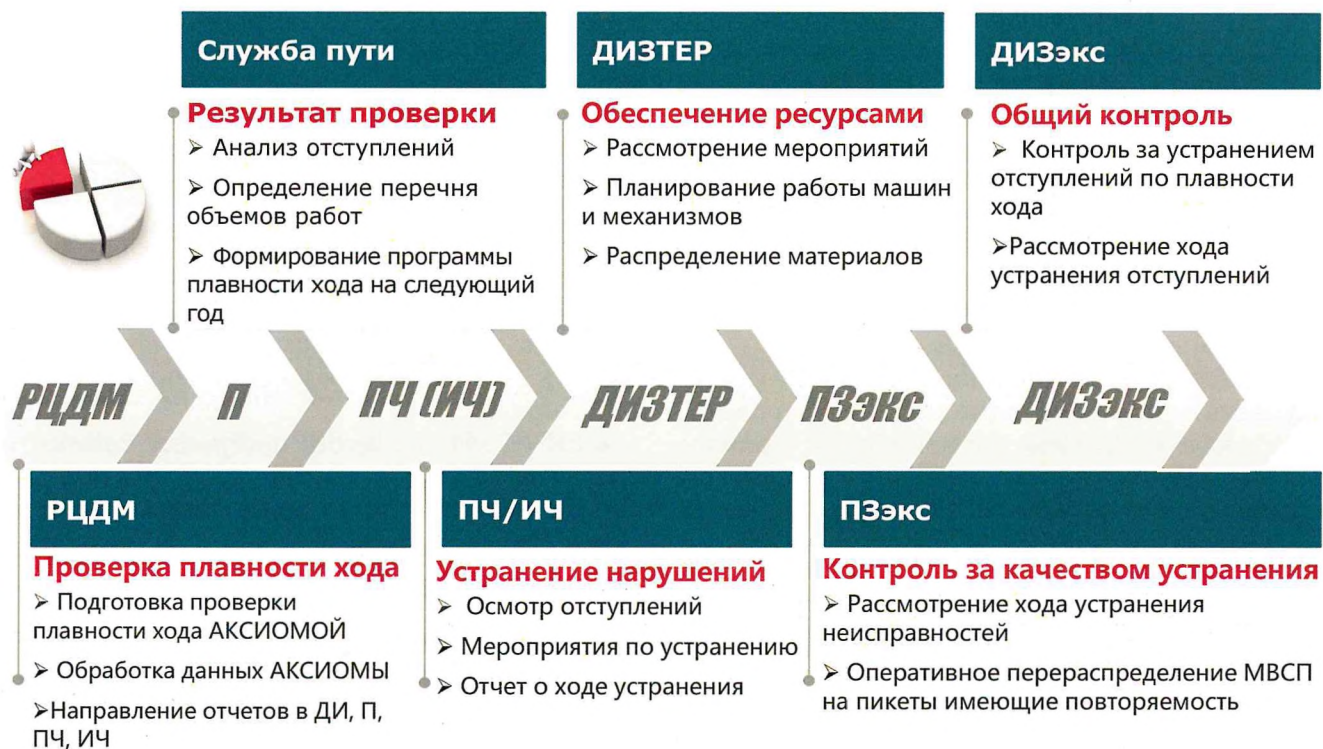 Служба пути
Результат проверки
➢ Анализ отступлений
➢ Определение перечня
объемов работ
➢ Формирование программы
плавности хода на следующий
год
ДИЗТЕР
Обеспечение ресурсами
➢ Рассмотрение мероприятий
➢ Планирование работы машин
и механизмов
➢ Распределение материалов
ДИЗэкс
Общий контроль
➢ Контроль за устранением
отступлений по плавности
хода
➢Рассмотрение хода
устранения отступлений
РЦДМ П ПЧ (ИЧ) ДИЗТЕР ПЗэкс ДИЗэкс
РЦДМ
Проверка плавности хода
➢ Подготовка проверки
плавности хода АКСИОМОЙ
➢ Обработка данных АКСИОМЫ
➢Направление отчетов в ДИ, П,
ПЧ, ИЧ
ПЧ/ИЧ
Устранение нарушений
➢ Осмотр отступлений
➢ Мероприятия по устранению
➢ Отчет о ходе устранения
ПЗэкс
Контроль за качеством устранения
➢ Рассмотрение хода устранения
неисправностей
➢ Оперативное перераспределение МВСП
на пикеты имеющие повторяемость